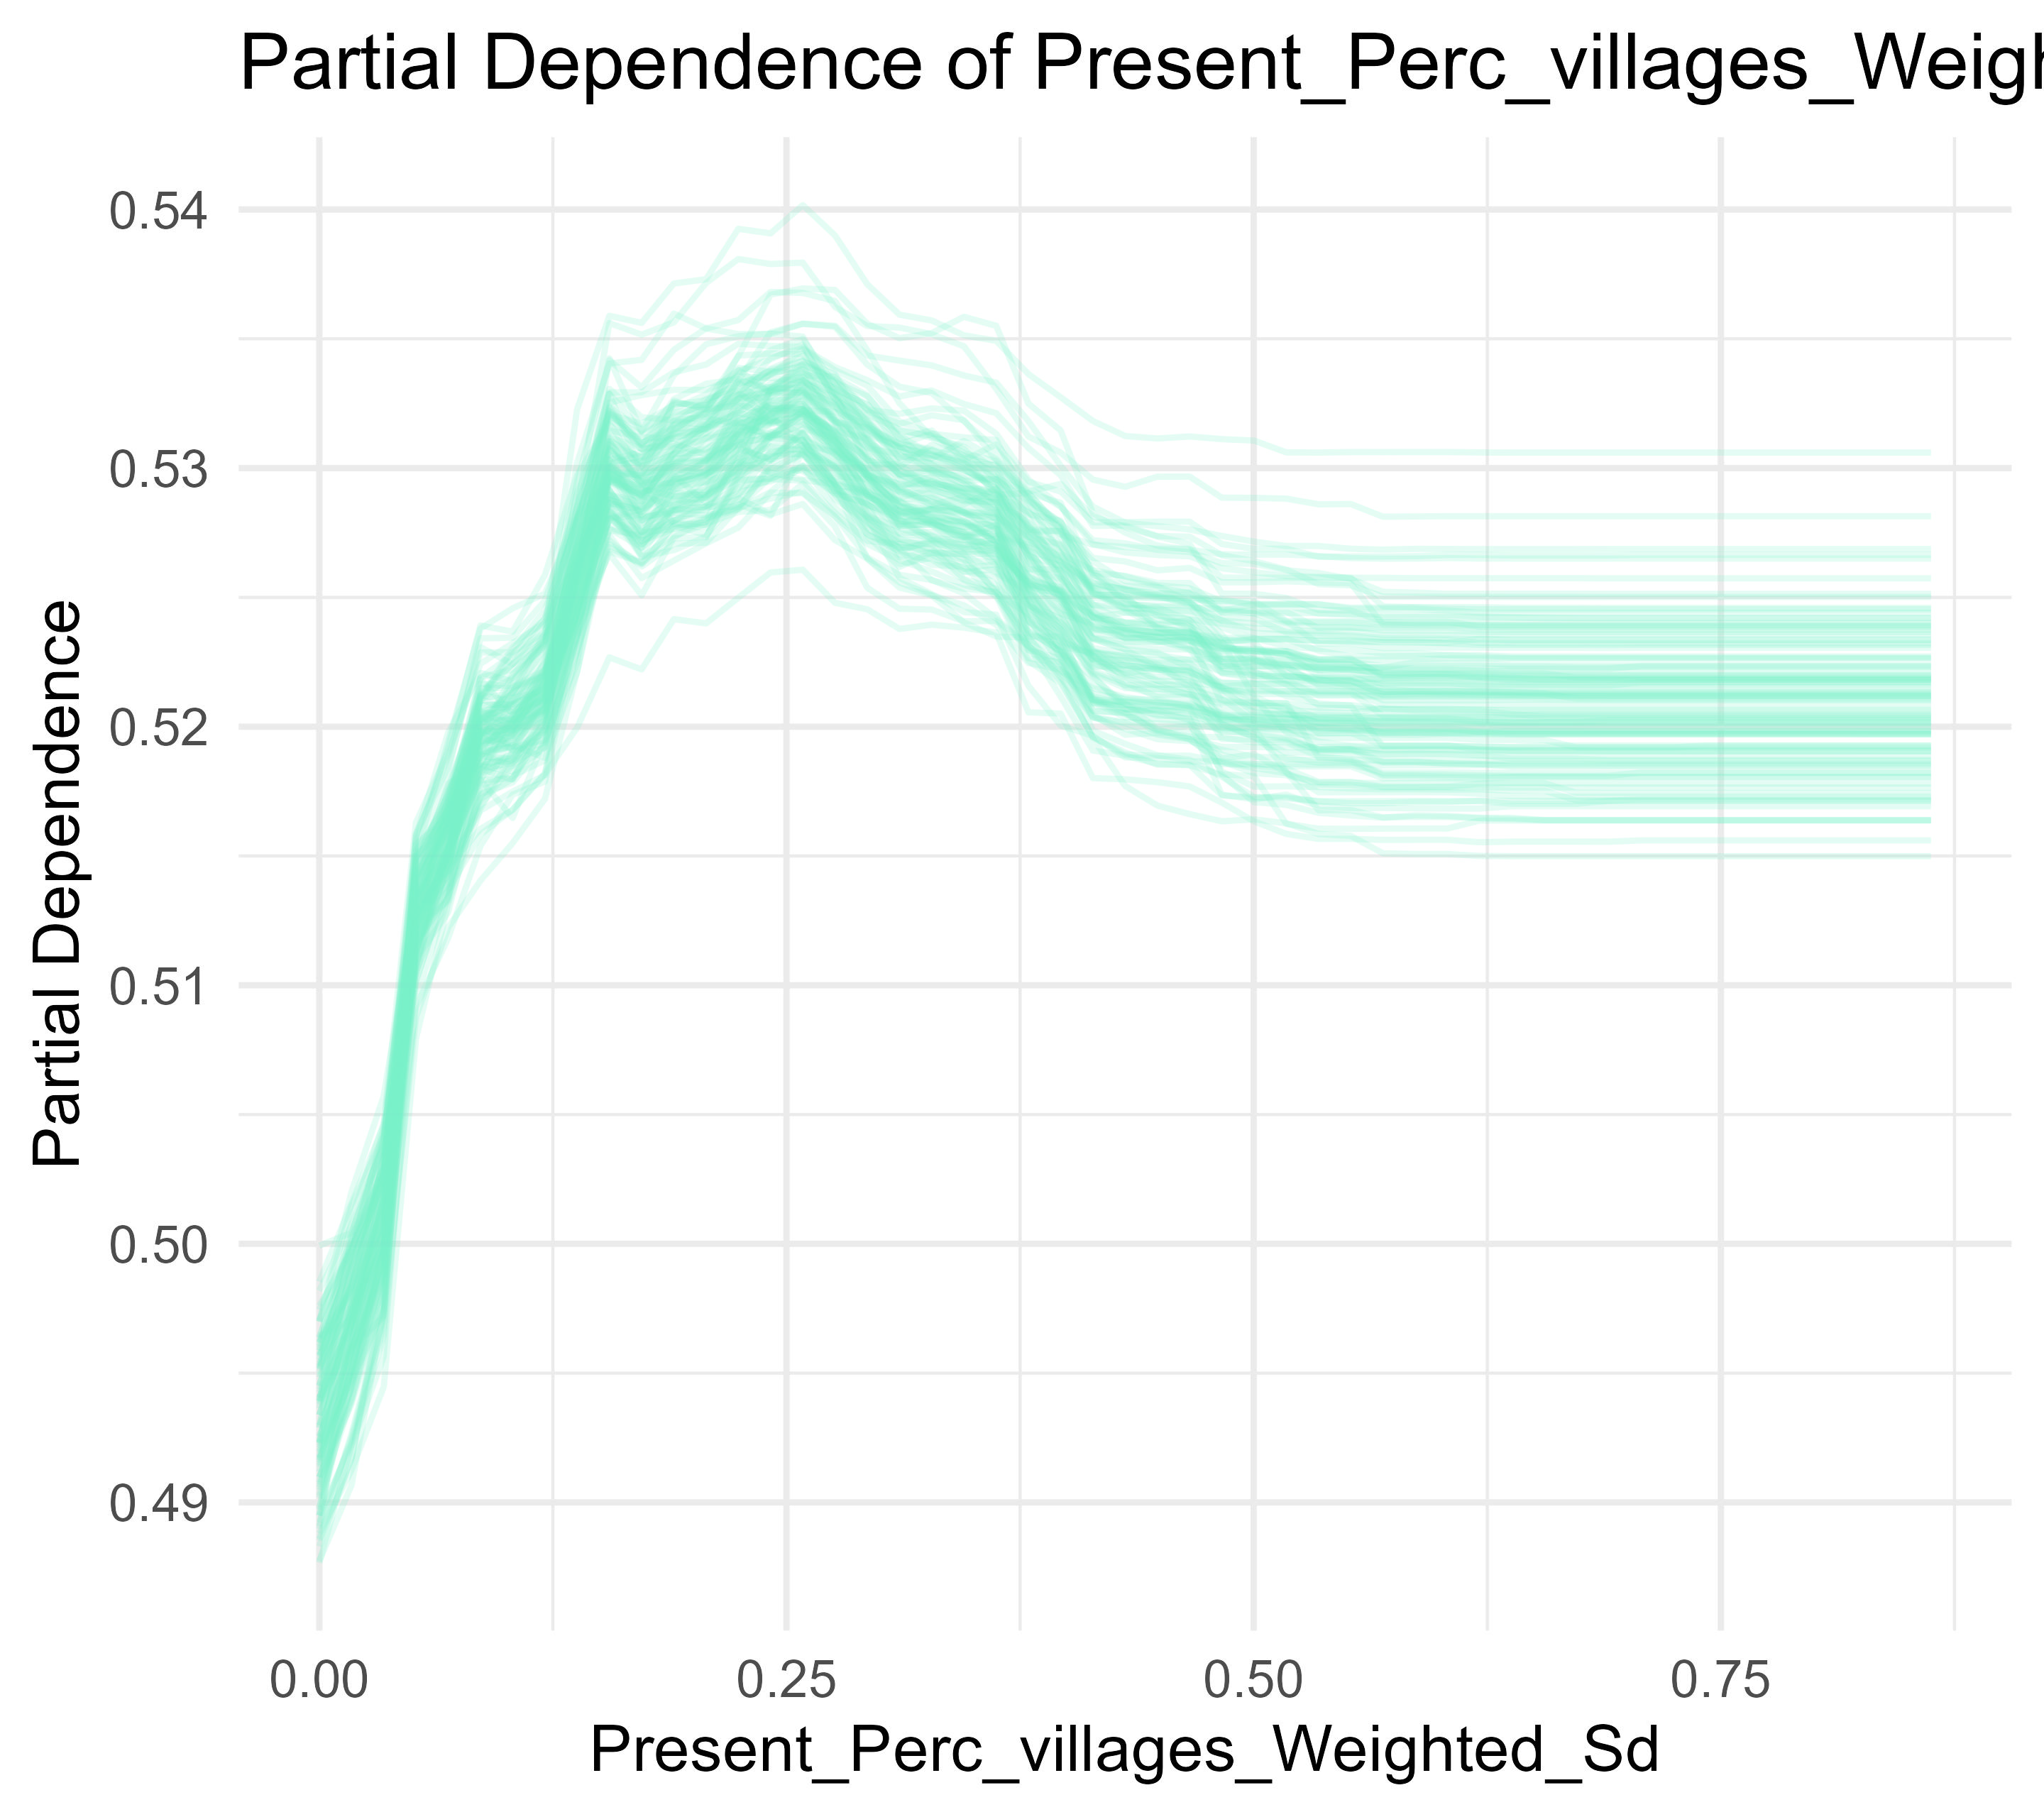 Partial Dependence of Present_Perc_villages_Weigh
0.54
0.53
0.52
0.51
0.50
0.49
Partial Dependence
0.00 0.25 0.50 0.75
Present_Perc_villages_Weighted_Sd